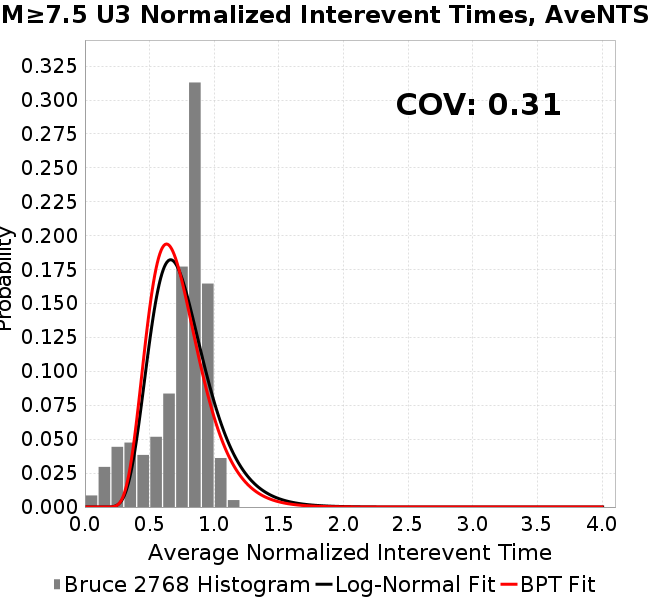 M≥7.5 U3 Normalized Interevent Times, AveNTS
COV: 0.31
Probability
0.325
0.300
0.275
0.250
0.225
0.200
0.175
0.150
0.125
0.100
0.075
0.050
0.025
0.000
0.0 0.5 1.0 1.5 2.0 2.5 3.0 3.5 4.0
Average Normalized Interevent Time
Bruce 2768 Histogram Log-Normal Fit BPT Fit